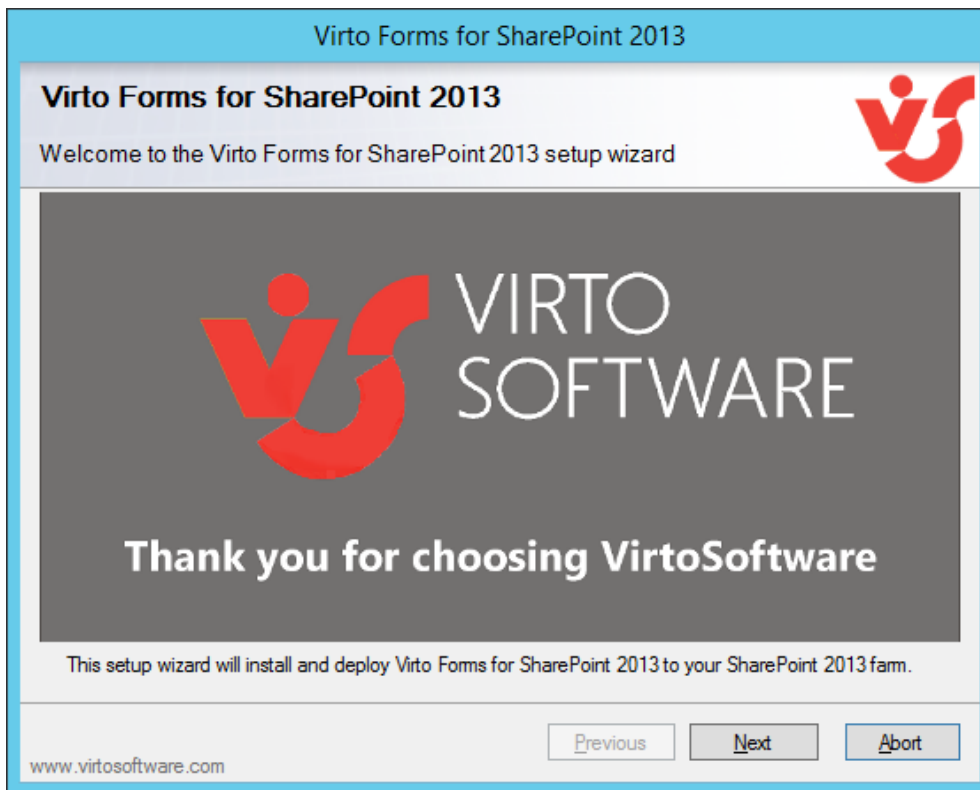 Virto Forms for SharePoint 2013
Virto Forms for SharePoint 2013
Welcome to the Virto Forms for SharePoint 2013 setup wizard
VIRTO
SOFTWARE
Thank you for choosing VirtoSoftware
This setup wizard will install and deploy Virto Forms for SharePoint 2013 to your SharePoint 2013 farm.
Previous Next Abort
www.virtosoftware.com